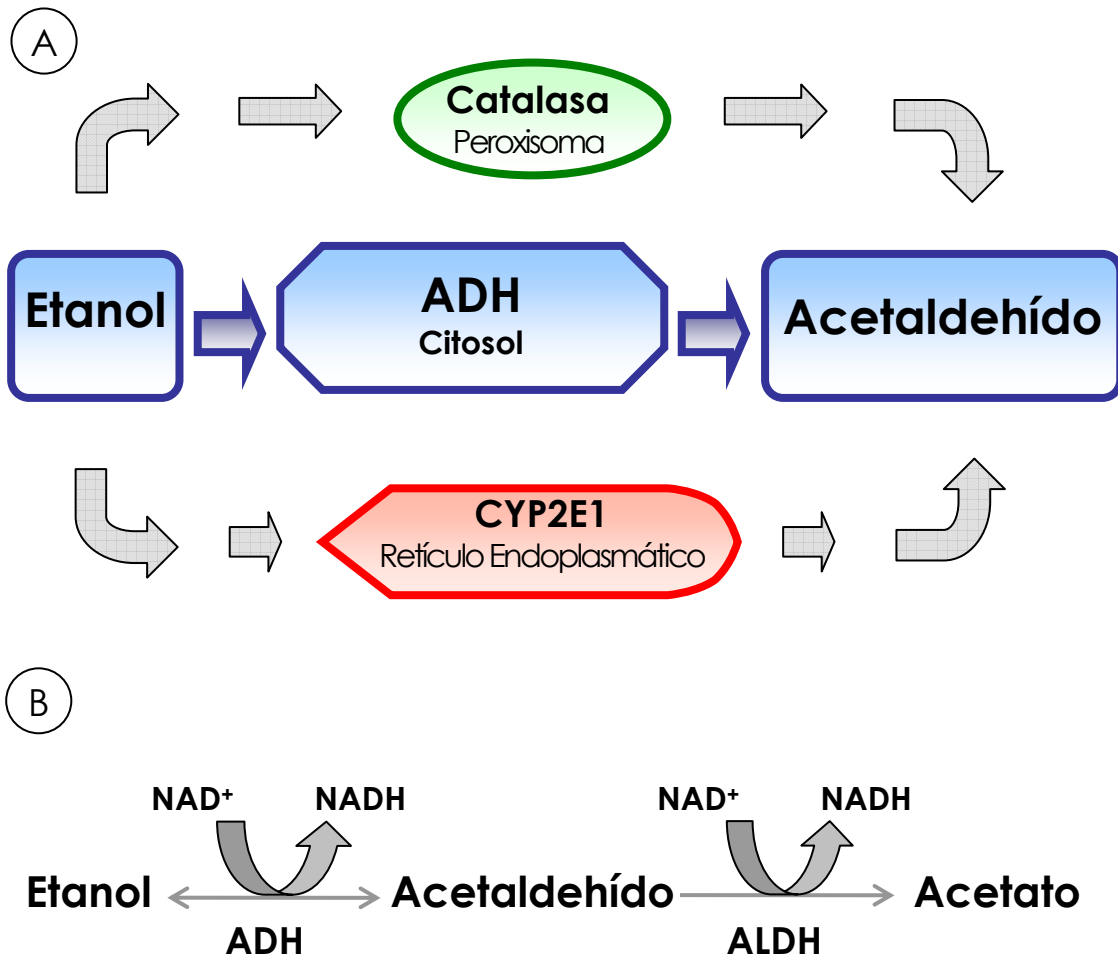 A
Catalasa
Peroxisoma
Etanol
ADH
Citosol
Acetaldehído
CYP2E1
Retículo Endoplasmático
B
NAD+ NADH NAD+ NADH
Etanol Acetaldehído Acetato
ADH ALDH